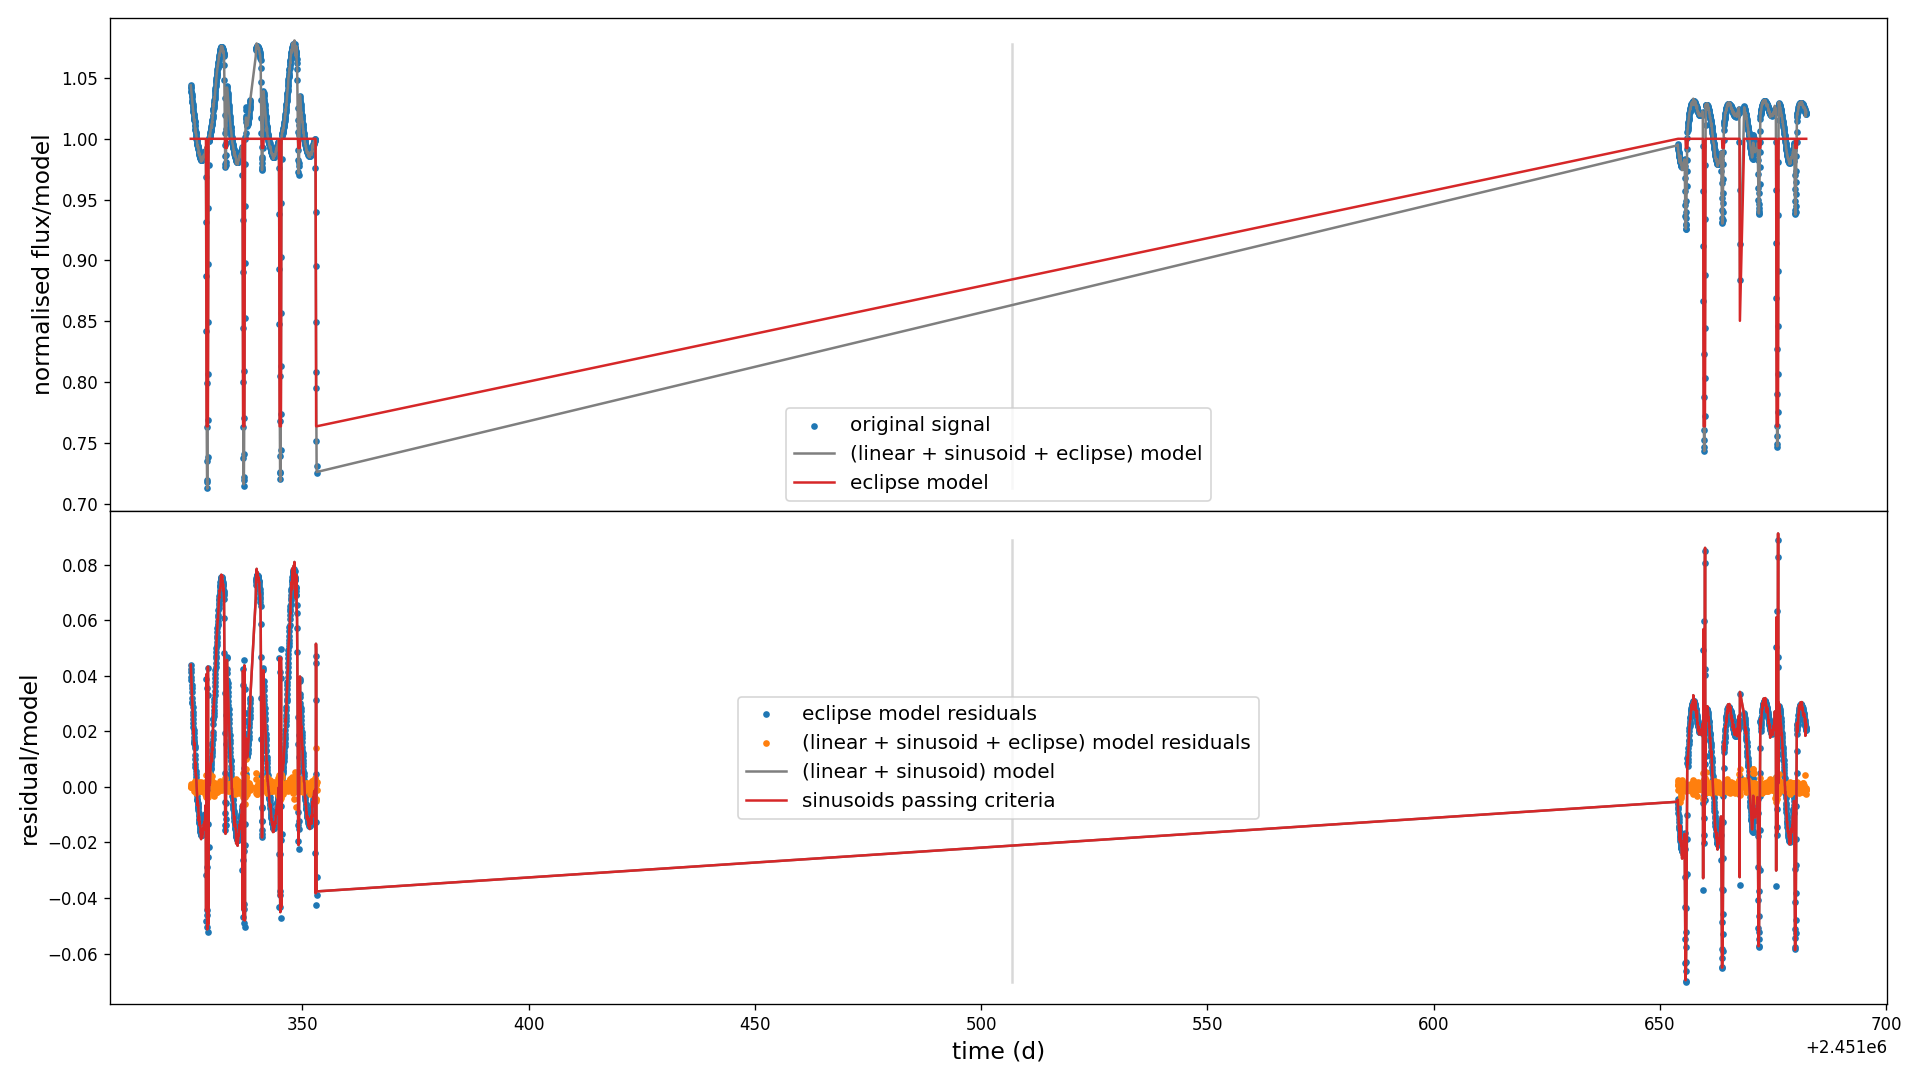 normalised flux/model
1.05
1.00
0.95
0.90
0.85
0.80
0.75
0.70
original signal
(linear + sinusoid + eclipse) model
eclipse model
residual/model
0.08
0.06
0.04
0.02
0.00
−0.02
−0.04
−0.06
eclipse model residuals
(linear + sinusoid + eclipse) model residuals
(linear + sinusoid) model
sinusoids passing criteria
350 400 450 500 550 600 650 700
time (d)
+2.451e6